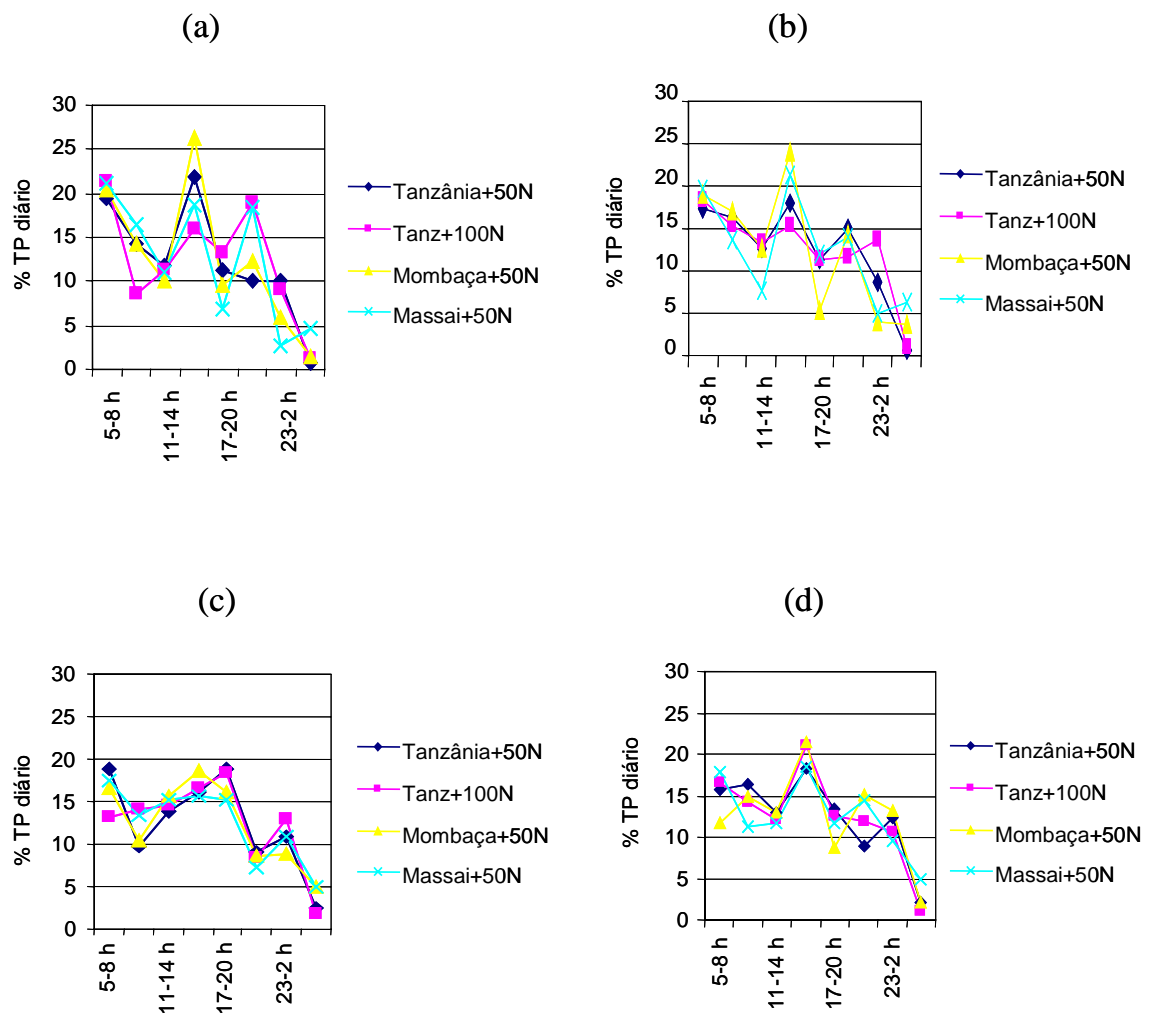 (a)
% TP diário
30
25
20
15
10
5
0
5-8 h
11-14 h
17-20 h
23-2 h
Tanzânia+50N
Tanz+100N
Mombaça+50N
Massai+50N
(b)
% TP diário
30
25
20
15
10
5
0
5-8 h
11-14 h
17-20 h
23-2 h
Tanzânia+50N
Tanz+100N
Mombaça+50N
Massai+50N
(c)
% TP diário
30
25
20
15
10
5
0
5-8 h
11-14 h
17-20 h
23-2 h
Tanzânia+50N
Tanz+100N
Mombaça+50N
Massai+50N
(d)
% TP diário
30
25
20
15
10
5
0
5-8 h
11-14 h
17-20 h
23-2 h
Tanzânia+50N
Tanz+100N
Mombaça+50N
Massai+50N